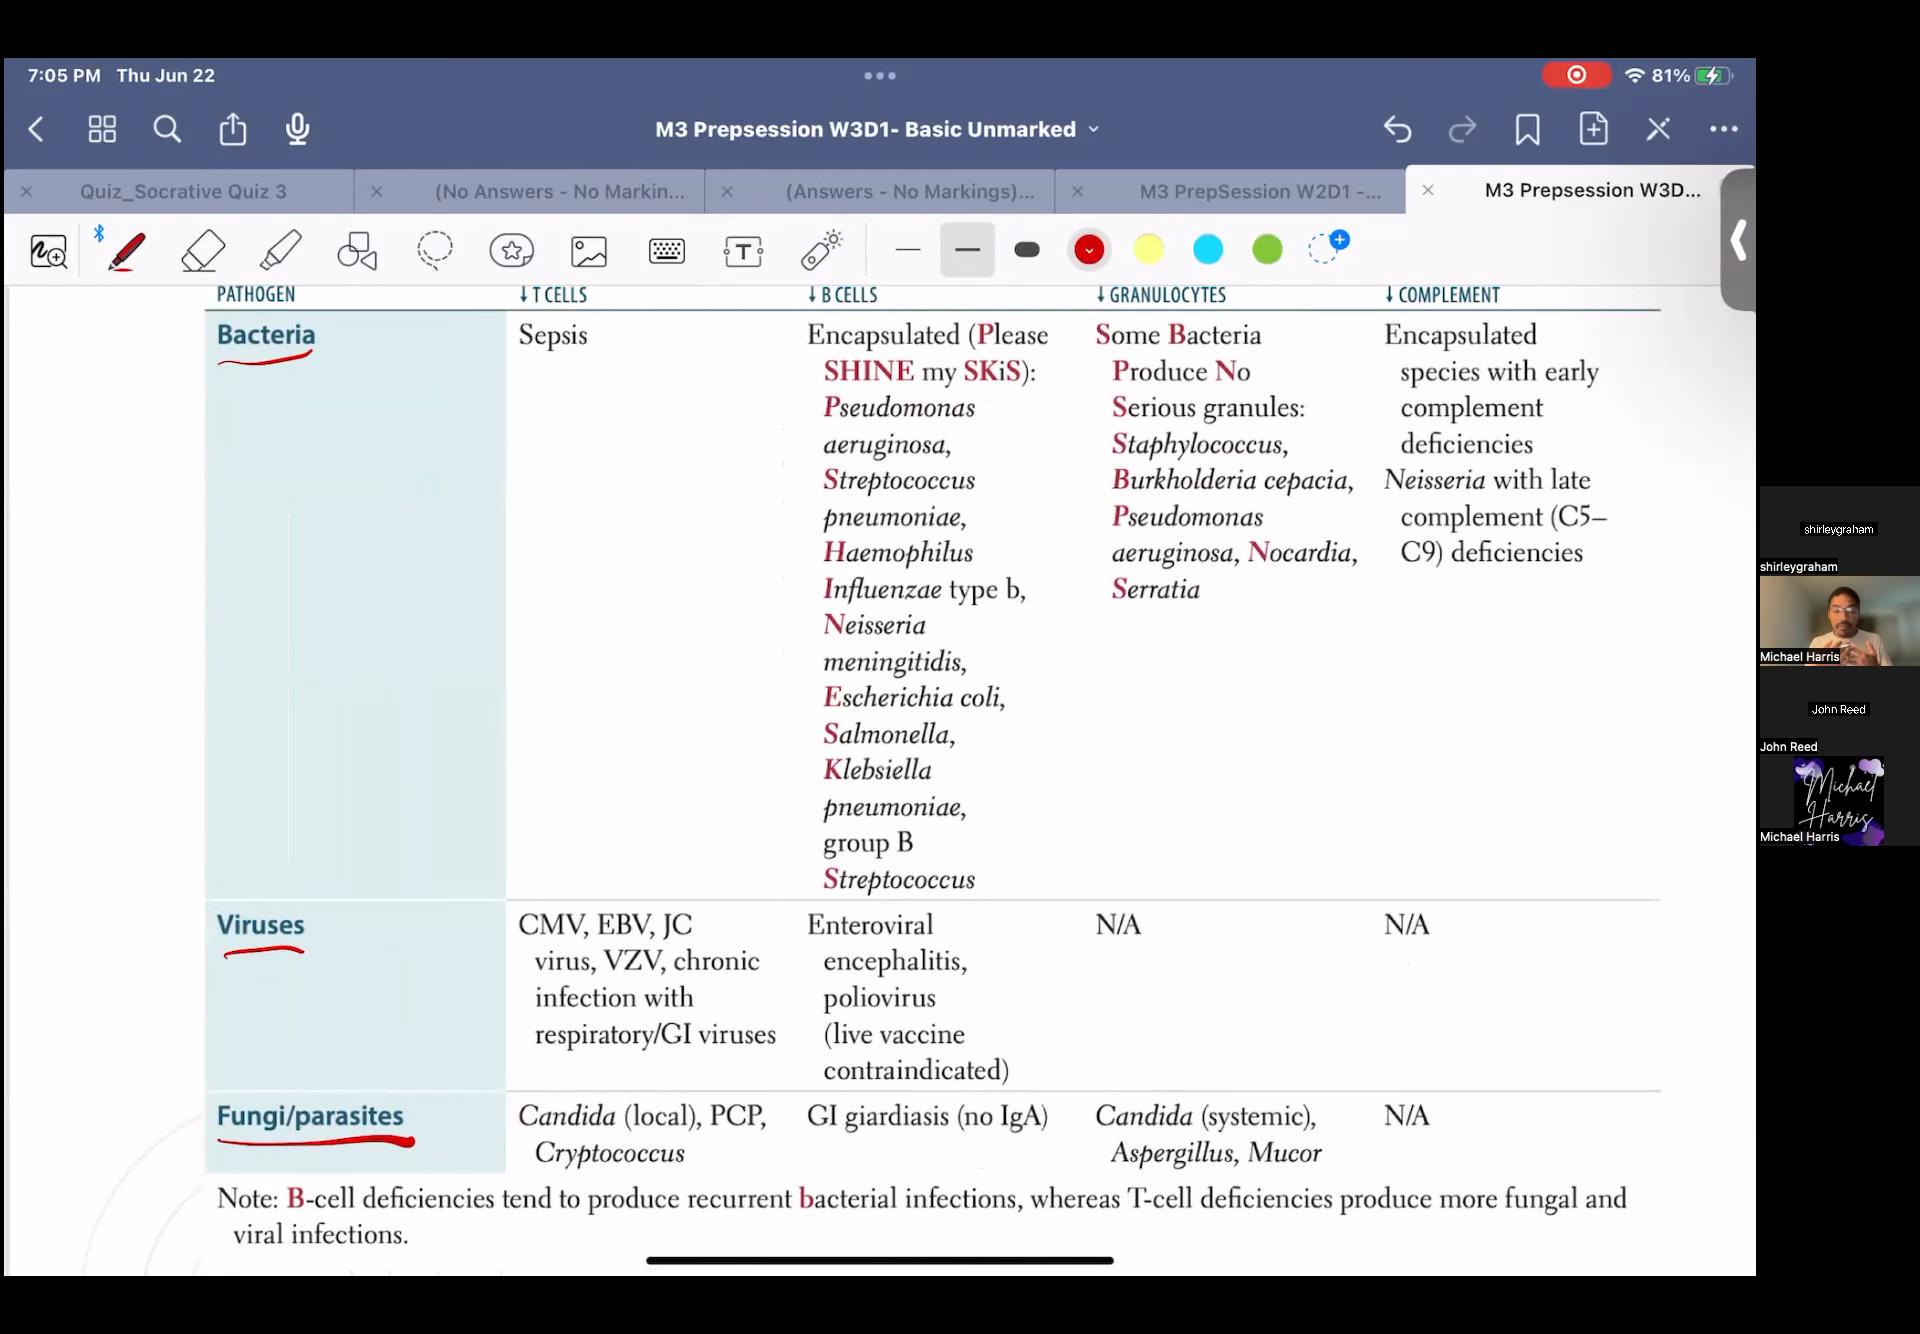 7:05 PM Thu Jun 22
81%
M3 Prepsession W3D1- Basic Unmarked
Quiz_Socrative Quiz 3
(No Answers - No Markin...
(Answers - No Markings)...
M3 PrepSession W2D1 -...
M3 Prepsession W3D...
PATHOGEN
↓ T CELLS
↓ B CELLS
↓ GRANULOCYTES
↓ COMPLEMENT
Bacteria
Sepsis
Encapsulated (Please
SHINE my SKiS):
Pseudomonas
aeruginosa,
Streptococcus
pneumoniae,
Haemophilus
Influenzae type b,
Neisseria
meningitidis,
Escherichia coli,
Salmonella,
Klebsiella
pneumoniae,
group B
Streptococcus
Some Bacteria
Produce No
Serious granules:
Staphylococcus,
Burkholderia cepacia,
Pseudomonas
aeruginosa, Nocardia,
Serratia
Encapsulated
species with early
complement
deficiencies
Neisseria with late
complement (C5–
C9) deficiencies
Viruses
CMV, EBV, JC
virus, VZV, chronic
infection with
respiratory/GI viruses
Enteroviral
encephalitis,
poliovirus
(live vaccine
contraindicated)
N/A
N/A
Fungi/parasites
Candida (local), PCP,
Cryptococcus
GI giardiasis (no IgA)
Candida (systemic),
Aspergillus, Mucor
N/A
Note: B-cell deficiencies tend to produce recurrent bacterial infections, whereas T-cell deficiencies produce more fungal and
viral infections.
shirleygraham
shirleygraham
Michael Harris
John Reed
John Reed
Michael
Harris
Michael Harris